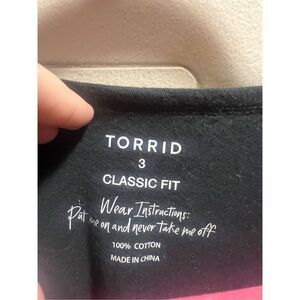 TORRID
3
CLASSIC FIT
Wear Instructions:
Put me on and never take me off
100% COTTON
MADE IN CHINA